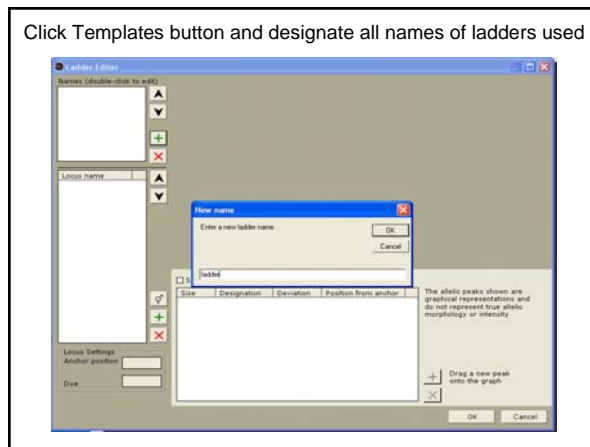 Click Templates button and designate all names of ladders used
Ladder Editor
Names (double-click to edit)
Locus name
New name
Enter a new ladder name
OK
Cancel
ladder
S
Size Designation Deviation Position from anchor
The allelic peaks shown are
graphical representations and
do not represent true allelic
morphology or intensity
Locus Settings
Anchor position
Dye
Drag a new peak
onto the graph
OK Cancel